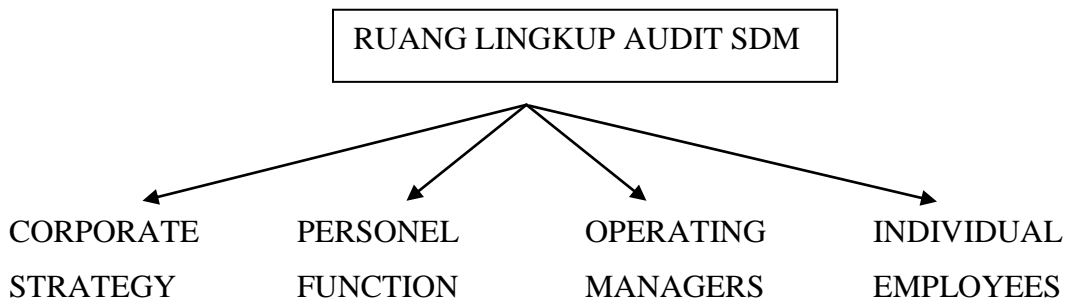 RUANG LINGKUP AUDIT SDM
CORPORATE STRATEGY
PERSONEL FUNCTION
OPERATING MANAGERS
INDIVIDUAL EMPLOYEES